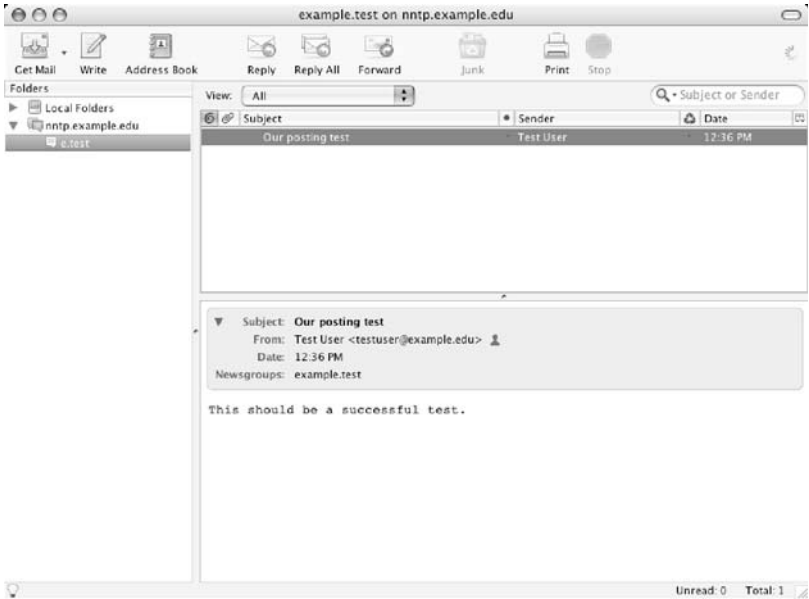 example.test on nntp.example.edu
Get Mail Write Address Book Reply Reply All Forward Junk Print Stop
Folders
Local Folders
nntp.example.edu
e.test
View: All Subject or Sender
Subject Sender Date
Our posting test Test User 12:36 PM
Subject: Our posting test
From: Test User <testuser@example.edu>
Date: 12:36 PM
Newsgroups: example.test
This should be a successful test.
Unread: 0 Total: 1